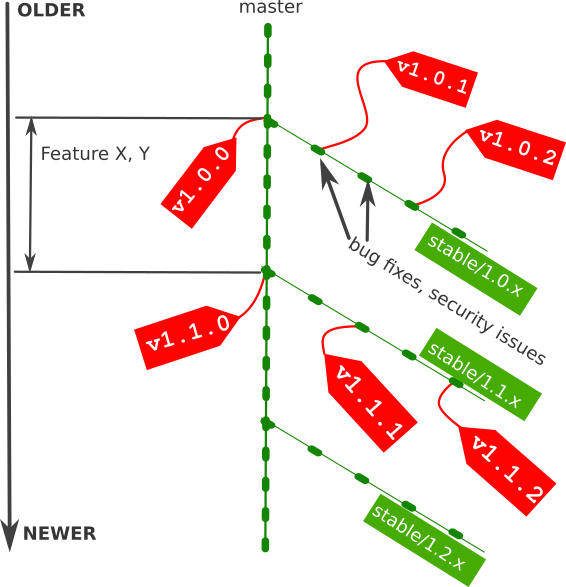 master
OLDER
v1.0.1
v1.0.2
Feature X, Y
v1.0.0
bug fixes, security issues
stable/1.0.x
v1.1.0
stable/1.1.x
v1.1.1
v1.1.2
stable/1.2.x
NEWER